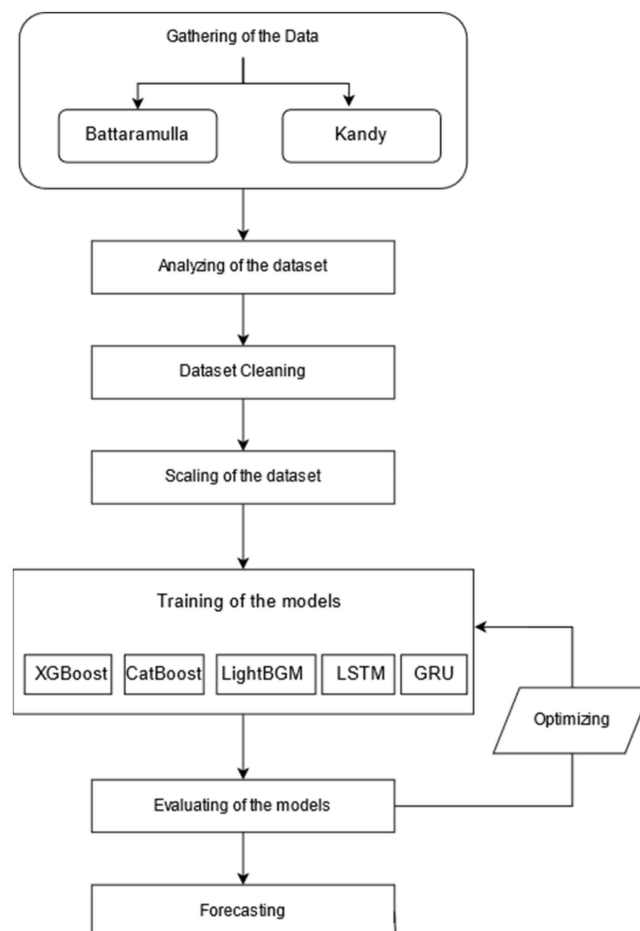 Gathering of the Data
Battaramulla
Kandy
Analyzing of the dataset
Dataset Cleaning
Scaling of the dataset
Training of the models
XGBoost
CatBoost
LightBGM
LSTM
GRU
Optimizing
Evaluating of the models
Forecasting